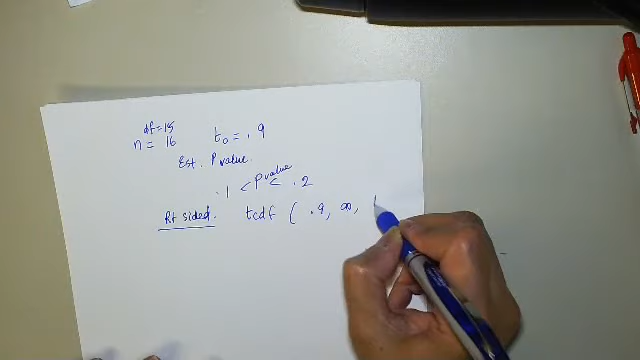 df=15
n = 16 t₀ = .9
Est. P value.
.1 < P value < .2
Rt sided. tcdf ( .9, ∞,